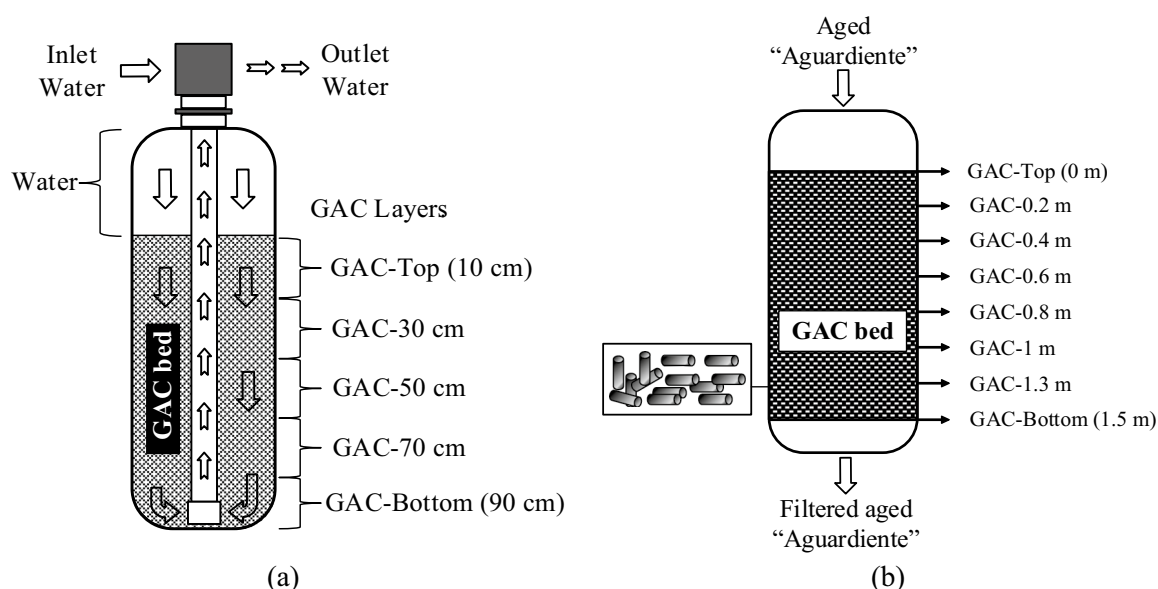 Inlet
Water
Outlet
Water
Water
GAC Layers
GAC-Top (10 cm)
GAC-30 cm
GAC-50 cm
GAC-70 cm
GAC-Bottom (90 cm)
GAC bed
(a)
Aged
“Aguardiente”
GAC-Top (0 m)
GAC-0.2 m
GAC-0.4 m
GAC-0.6 m
GAC-0.8 m
GAC bed
GAC-1 m
GAC-1.3 m
GAC-Bottom (1.5 m)
Filtered aged
“Aguardiente”
(b)